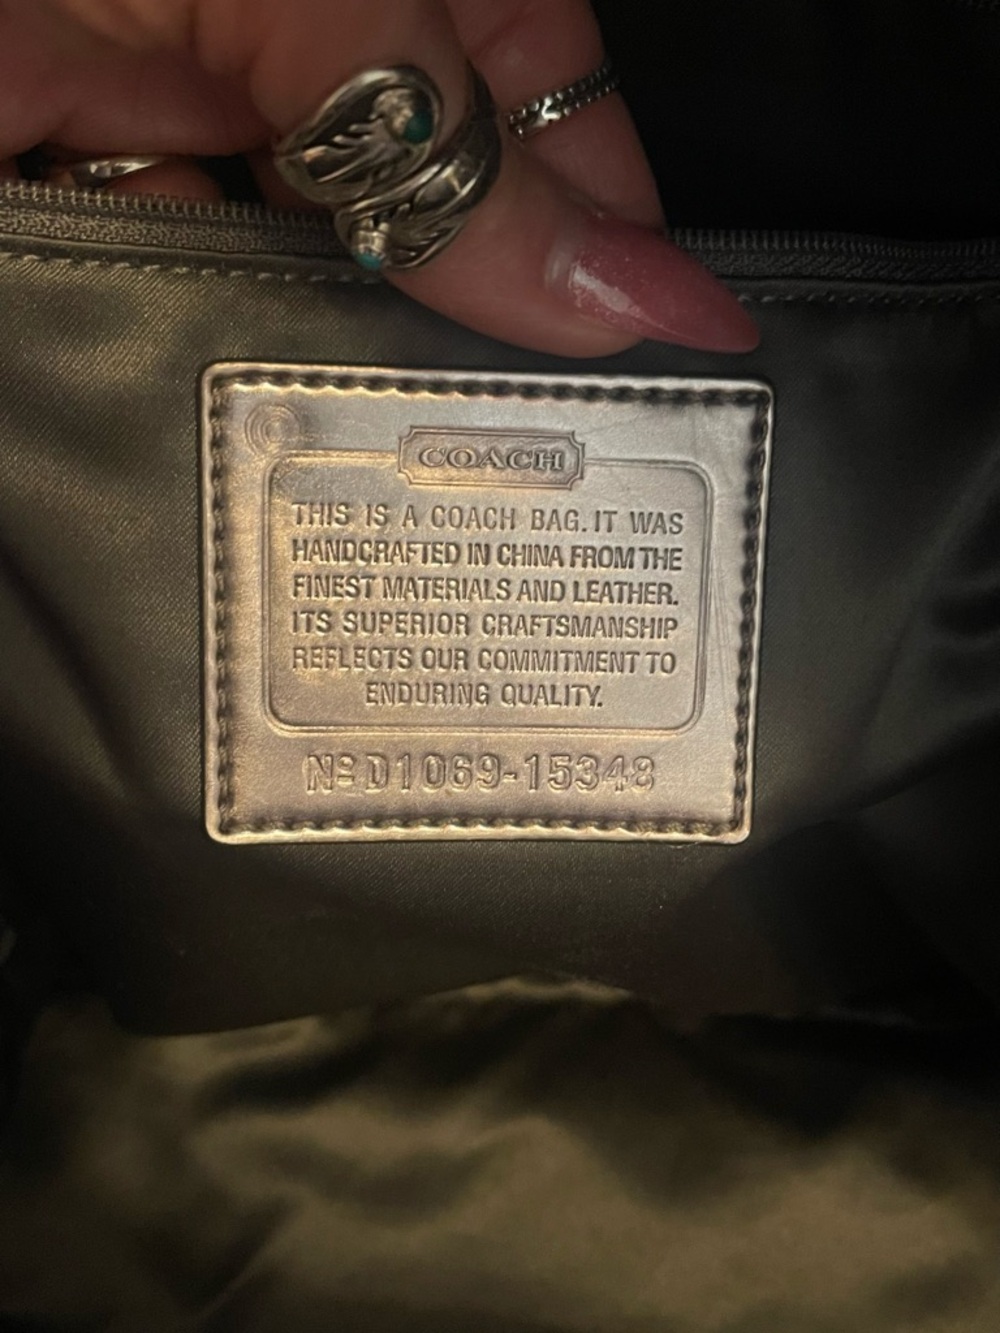 COACH
THIS IS A COACH BAG. IT WAS
HANDCRAFTED IN CHINA FROM THE
FINEST MATERIALS AND LEATHER.
ITS SUPERIOR CRAFTSMANSHIP
REFLECTS OUR COMMITMENT TO
ENDURING QUALITY.
Nº D1069-15348